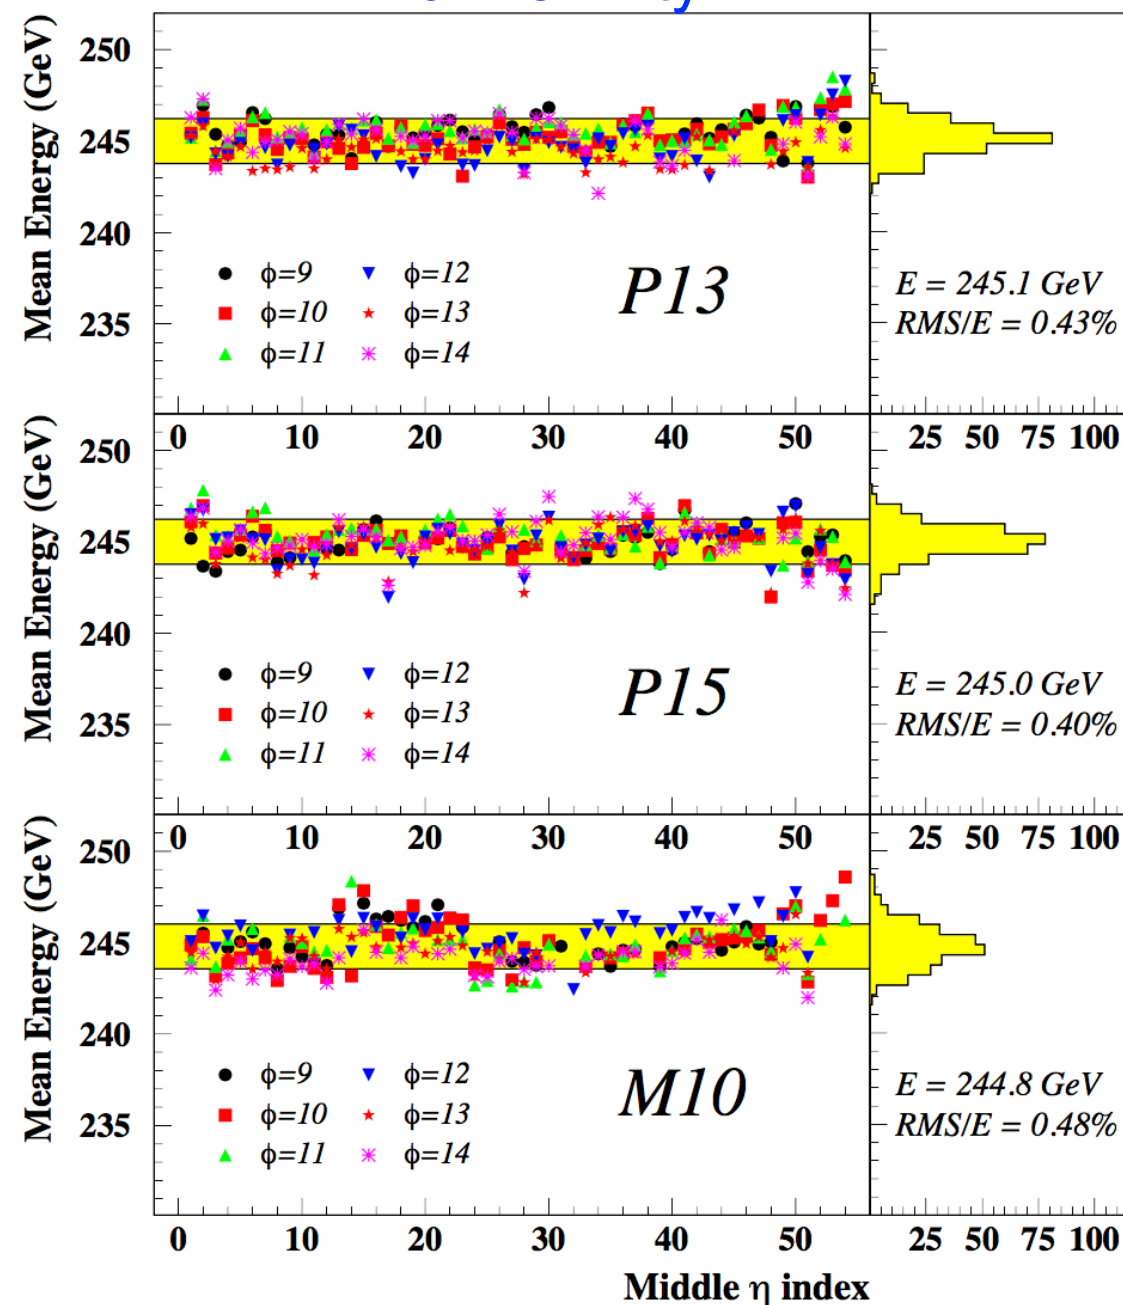 Mean Energy (GeV)
250
245
240
235
ϕ=9
ϕ=10
ϕ=11
ϕ=12
ϕ=13
ϕ=14
P13
E = 245.1 GeV
RMS/E = 0.43%
0 10 20 30 40 50
25 50 75 100
Mean Energy (GeV)
250
245
240
235
ϕ=9
ϕ=10
ϕ=11
ϕ=12
ϕ=13
ϕ=14
P15
E = 245.0 GeV
RMS/E = 0.40%
0 10 20 30 40 50
25 50 75 100
Mean Energy (GeV)
250
245
240
235
ϕ=9
ϕ=10
ϕ=11
ϕ=12
ϕ=13
ϕ=14
M10
E = 244.8 GeV
RMS/E = 0.48%
0 10 20 30 40 50
25 50 75 100
Middle η index